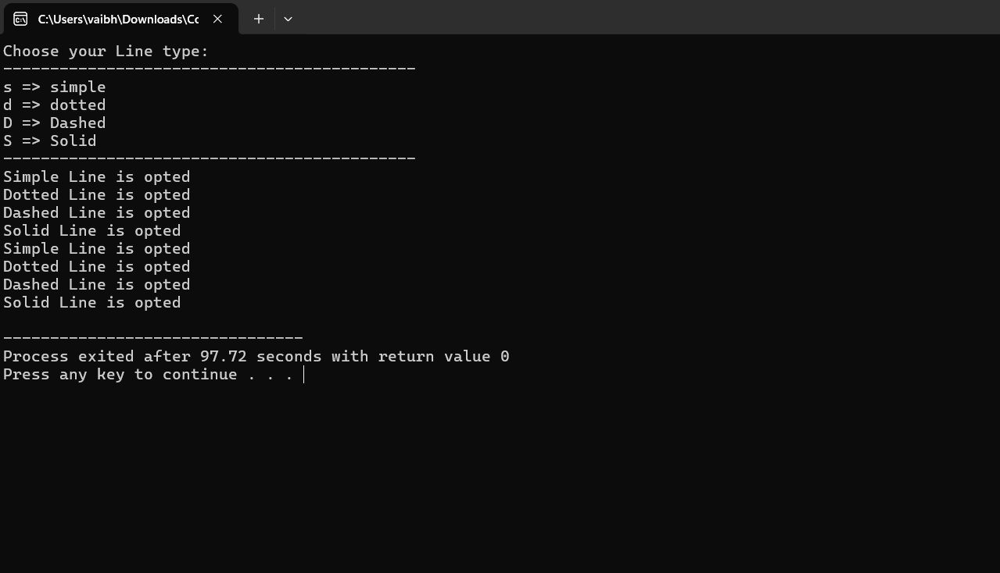 C:\Users\vaibh\Downloads\Cc
Choose your Line type:
--------------------------------------------
s => simple
d => dotted
D => Dashed
S => Solid
--------------------------------------------
Simple Line is opted
Dotted Line is opted
Dashed Line is opted
Solid Line is opted
Simple Line is opted
Dotted Line is opted
Dashed Line is opted
Solid Line is opted
--------------------------------
Process exited after 97.72 seconds with return value 0
Press any key to continue . . .